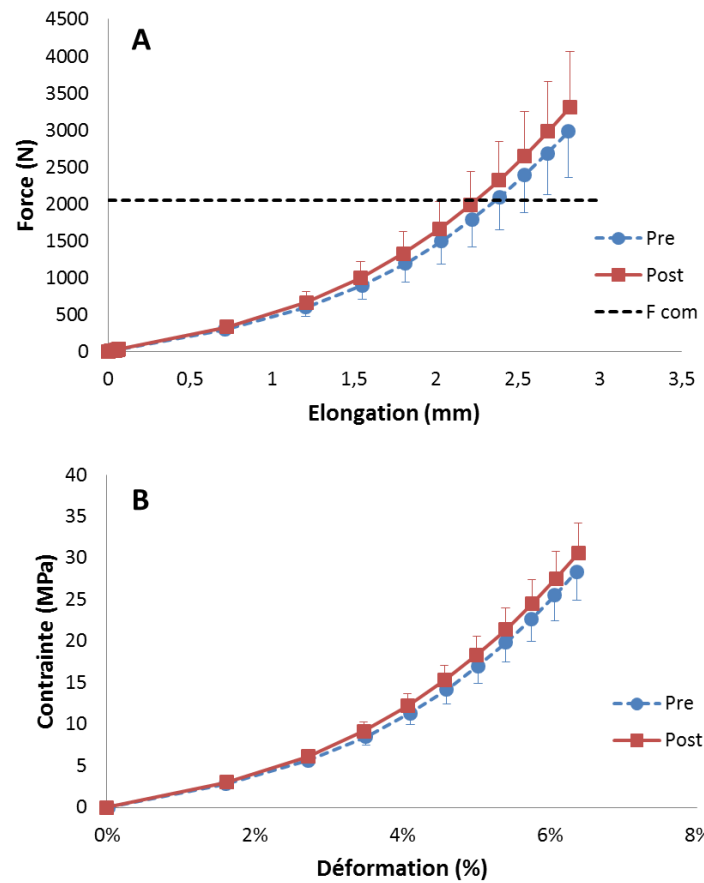 A
4500
4000
3500
3000
2500
2000
1500
1000
500
0
Force (N)
0
0,5
1
1,5
2
2,5
3
3,5
Elongation (mm)
Pre
Post
F com
B
40
35
30
25
20
15
10
5
0
Contrainte (MPa)
0%
2%
4%
6%
8%
Déformation (%)
Pre
Post